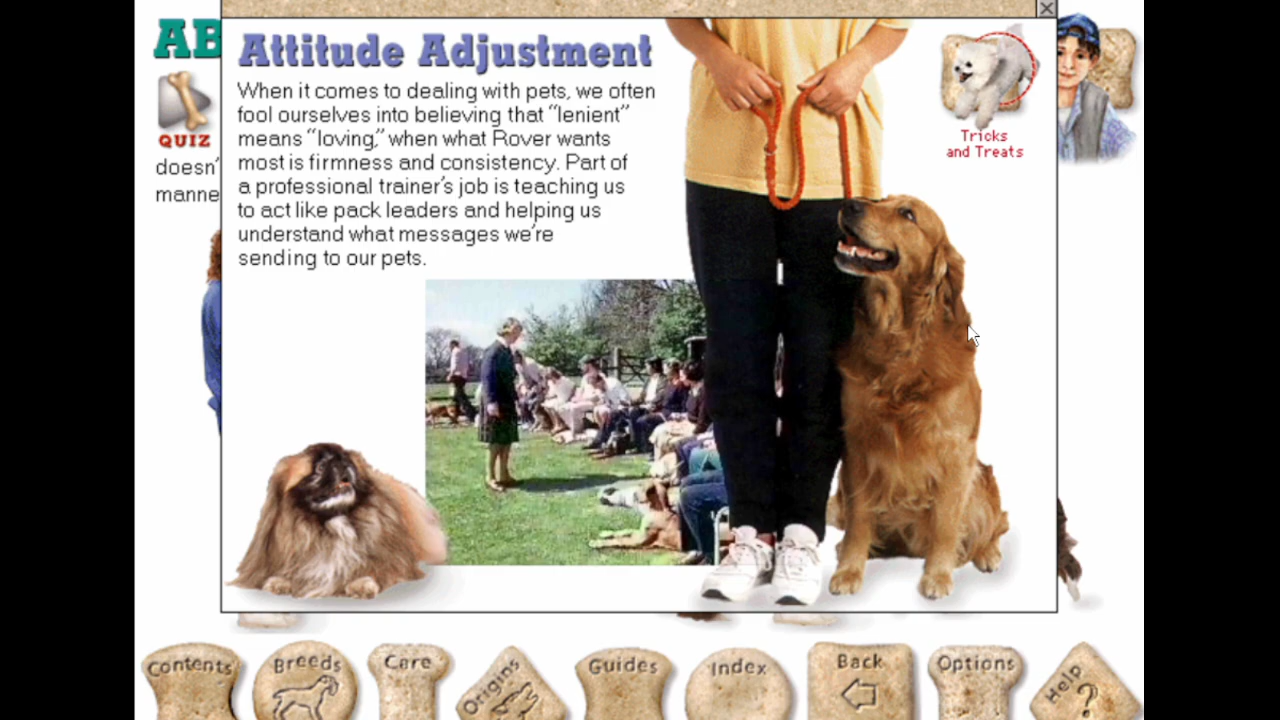 AB
Attitude Adjustment
When it comes to dealing with pets, we often
fool ourselves into believing that “lenient”
means “loving,” when what Rover wants
most is firmness and consistency. Part of
a professional trainer’s job is teaching us
to act like pack leaders and helping us
understand what messages we’re
sending to our pets.
QUIZ
doesn’
manne
Tricks
and Treats
Contents
Breeds
Care
Origins
Guides
Index
Back
Options
Help
?